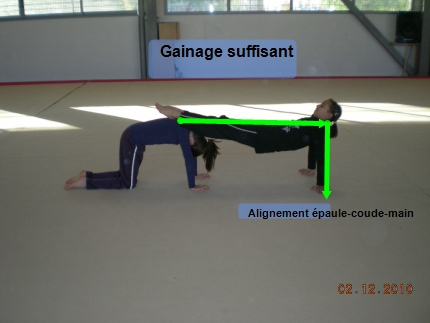 Gainage suffisant
Alignement épaule-coude-main
02.12.2010